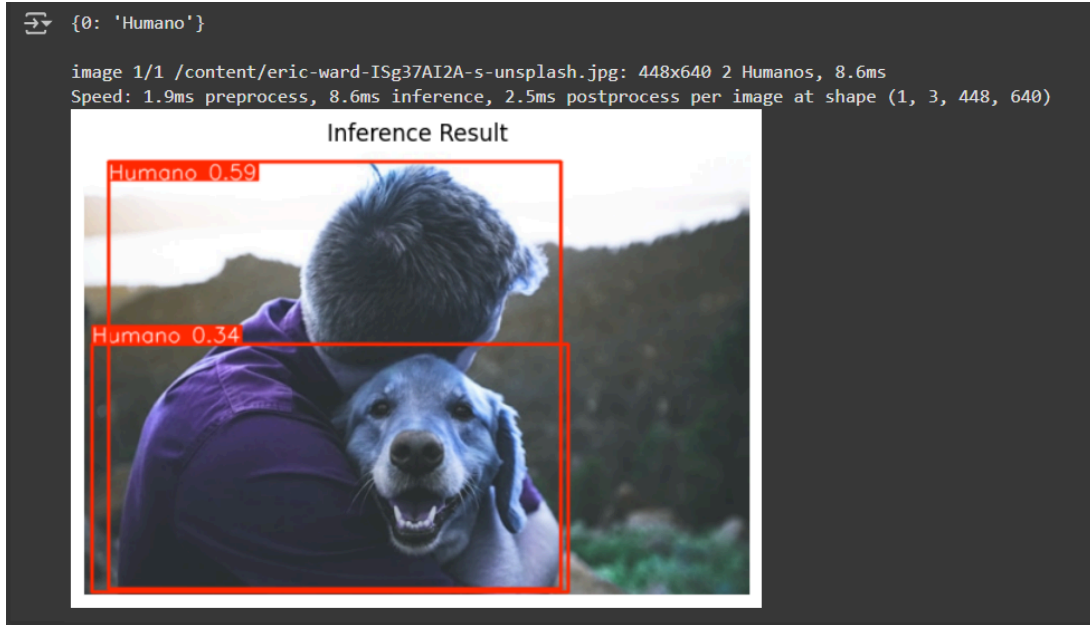 {0: 'Humano'}
image 1/1 /content/eric-ward-ISg37AI2A-s-unsplash.jpg: 448x640 2 Humanos, 8.6ms
Speed: 1.9ms preprocess, 8.6ms inference, 2.5ms postprocess per image at shape (1, 3, 448, 640)
Inference Result
Humano 0.59
Humano 0.34